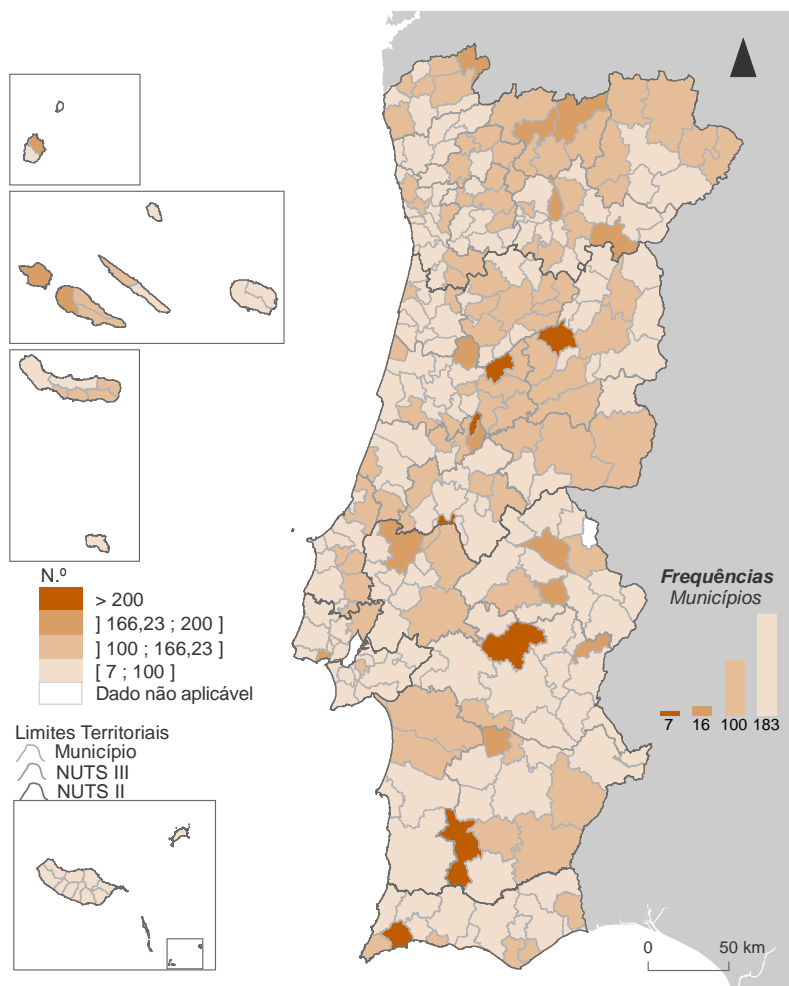 N.º
> 200
] 166,23 ; 200 ]
] 100 ; 166,23 ]
[ 7 ; 100 ]
Dado não aplicável
Limites Territoriais
Município
NUTS III
NUTS II
Frequências
Municípios
7 16 100 183
0 50 km